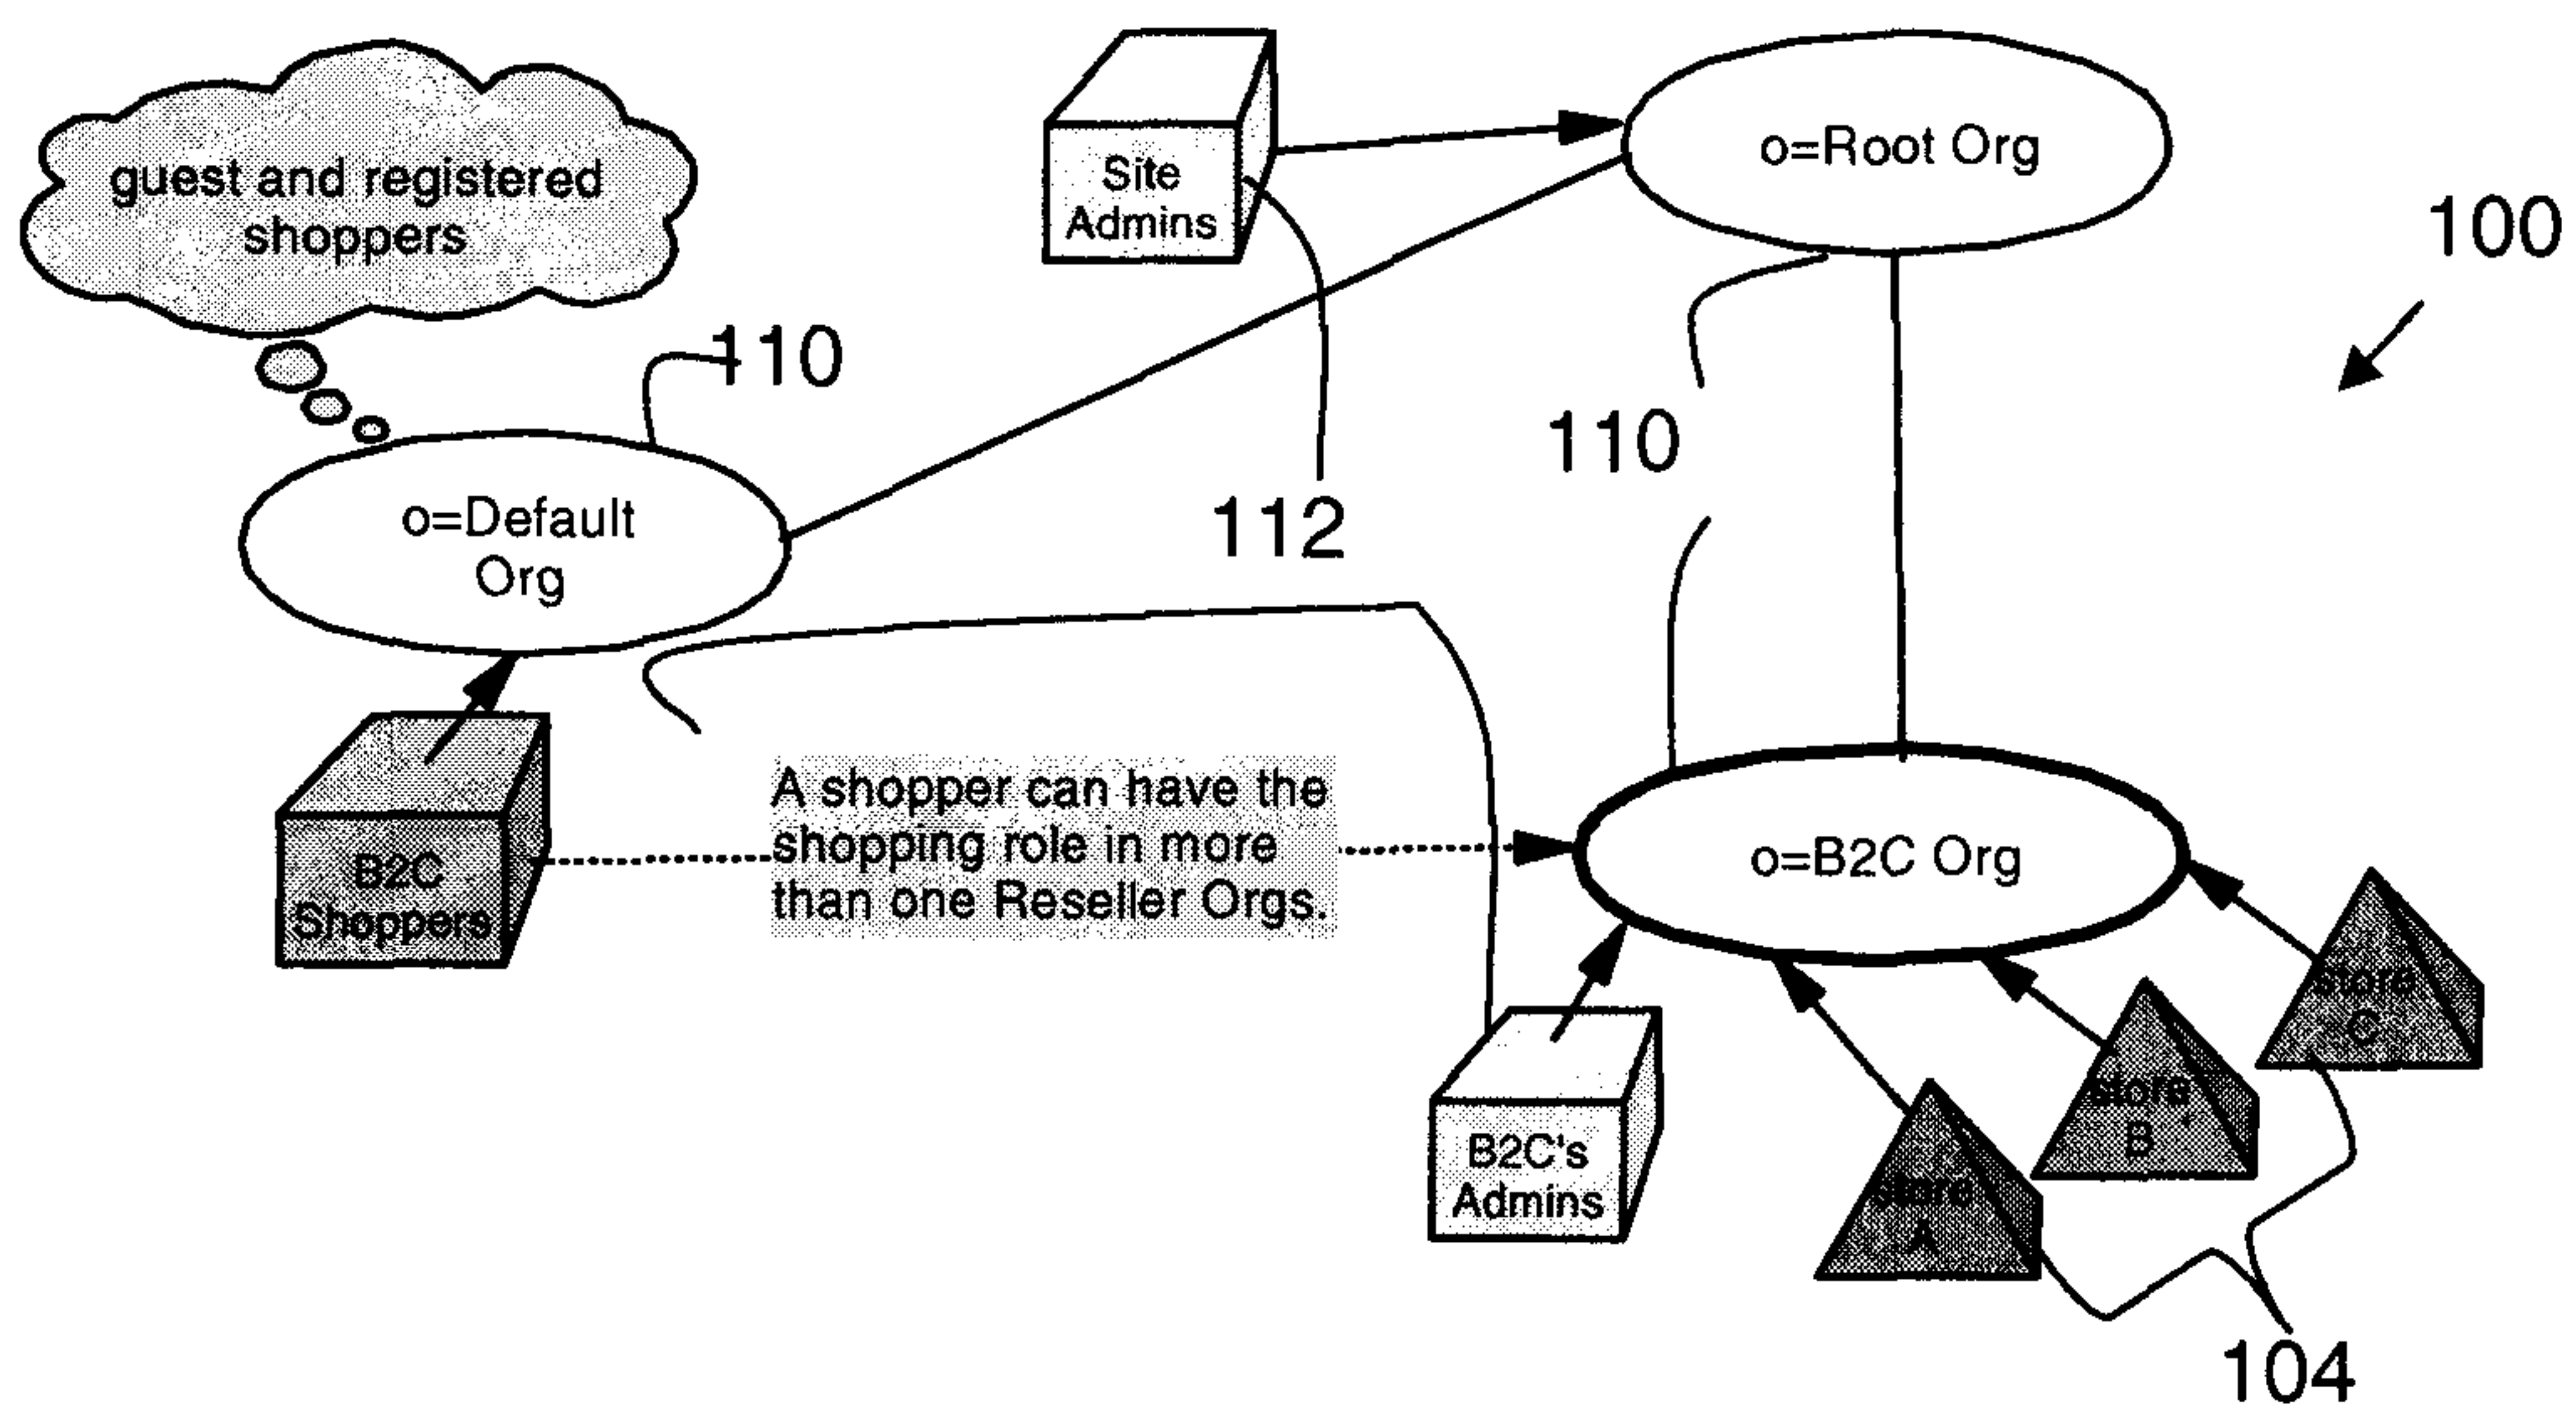 guest and registered
shoppers
Site
Admins
o=Root Org
100
110
110
112
o=Default
Org
A shopper can have the
shopping role in more
than one Reseller Orgs.
B2C
Shoppers
o=B2C Org
store
C
store
B
store
A
B2C's
Admins
104